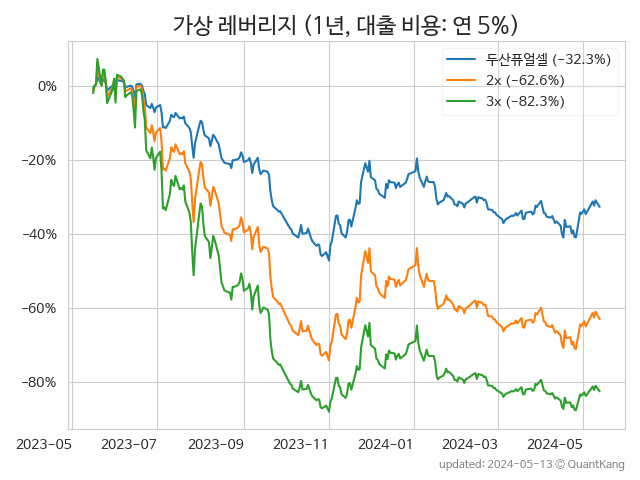 가상 레버리지 (1년, 대출 비용: 연 5%)
두산퓨얼셀 (−32.3%)
2x (−62.6%)
3x (−82.3%)
0%
−20%
−40%
−60%
−80%
2023-05 2023-07 2023-09 2023-11 2024-01 2024-03 2024-05
updated: 2024-05-13 © QuantKang